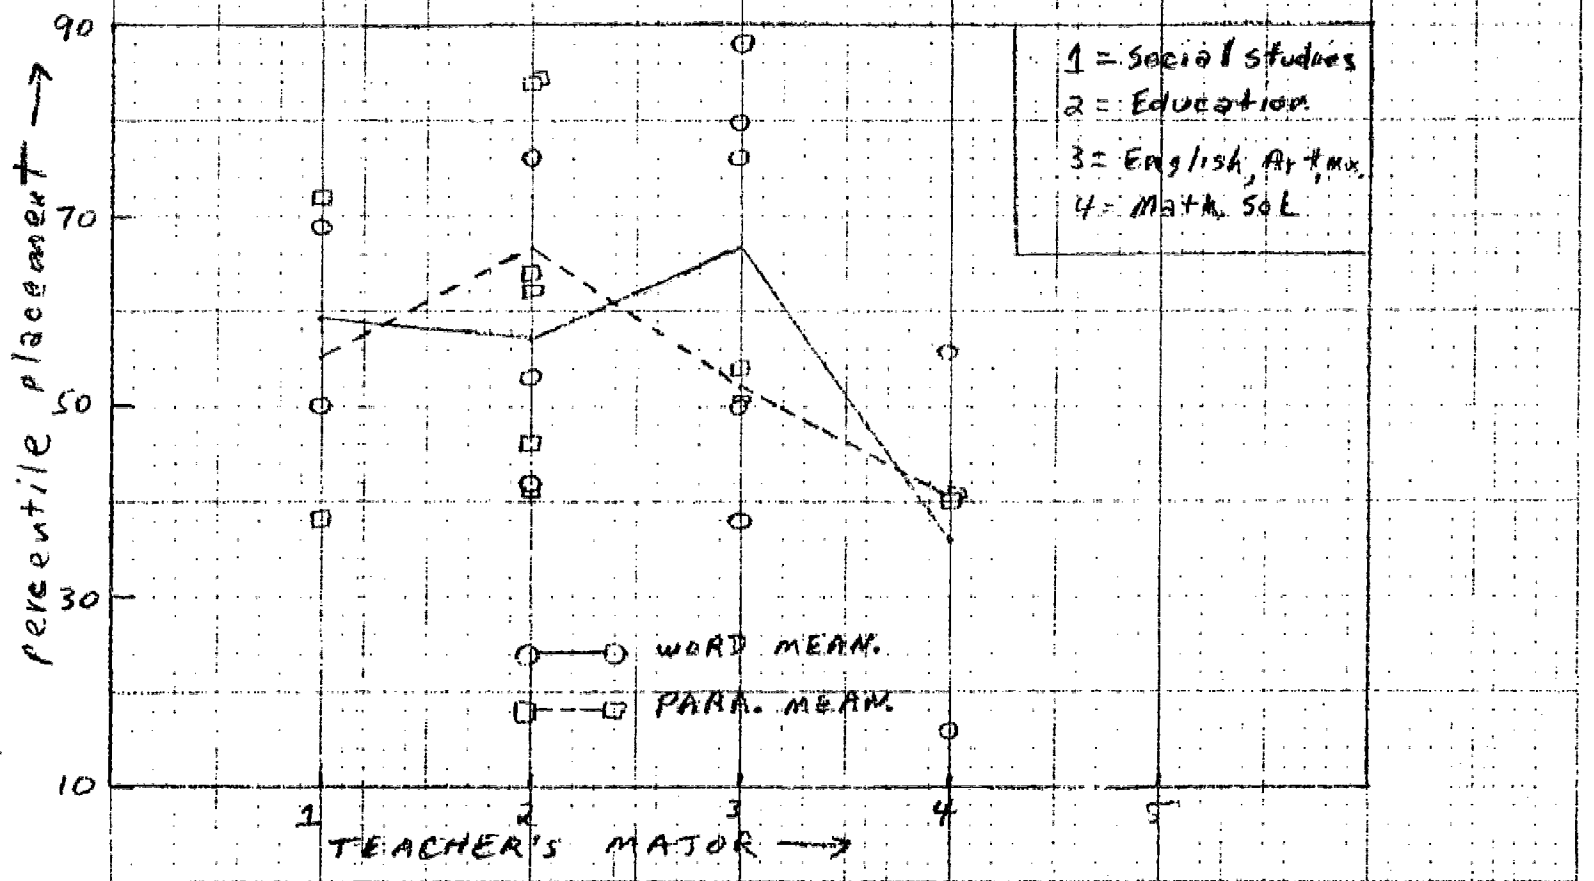 90
70
50
30
10
percentile placement →
1 = Social studies
2 = Education
3 = English, Art, mx.
4 = Math. Sci.
WORD MEAN.
PARA. MEAN.
1 2 3 4 5
TEACHER'S MAJOR →